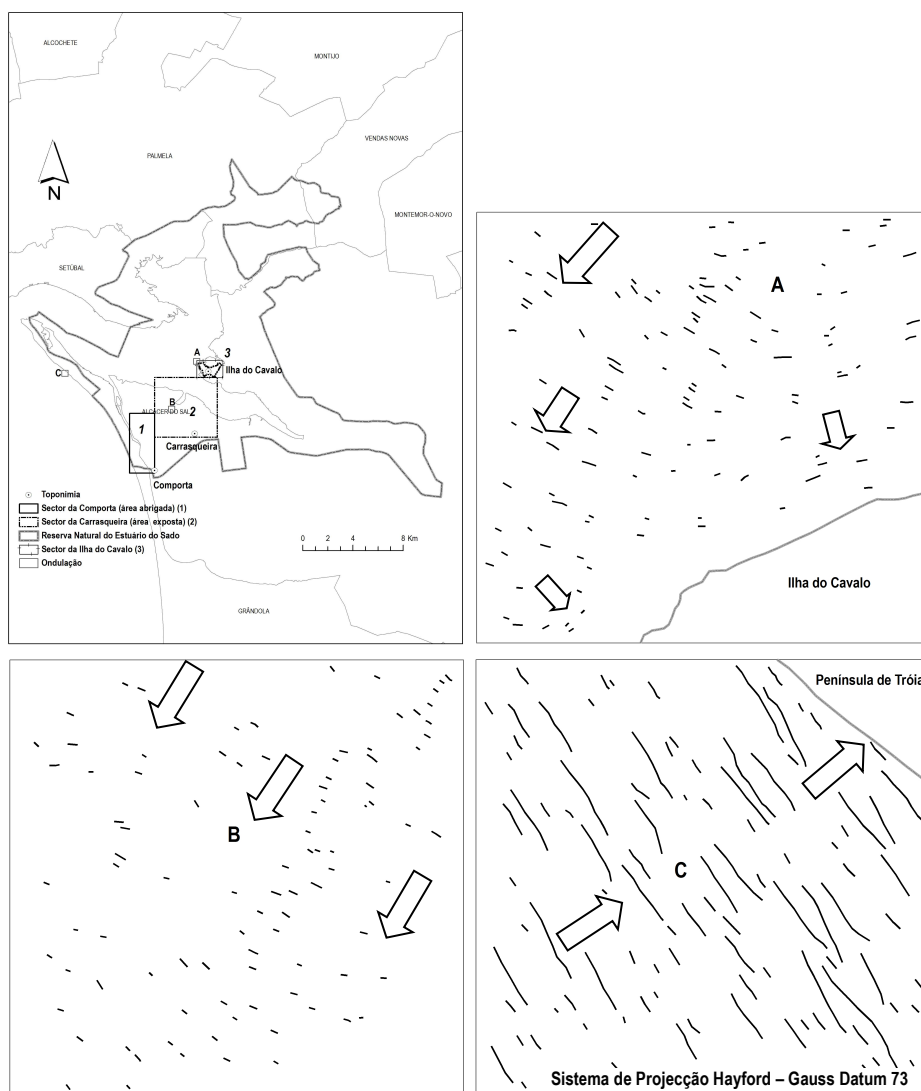 ALCOCHETE
MONTIJO
VENDAS NOVAS
PALMELA
N
MONTEMOR-O-NOVO
SETÚBAL
A
3
Ilha do Cavalo
C
B
ALCÁCER DO SAL
2
1
Carrasqueira
Comporta
Toponímia
Sector da Comporta (área abrigada) (1)
Sector da Carrasqueira (área exposta) (2)
Reserva Natural do Estuário do Sado
Sector da Ilha do Cavalo (3)
Ondulação
0 2 4 8 Km
GRÂNDOLA
A
Ilha do Cavalo
B
Península de Tróia
C
Sistema de Projecção Hayford – Gauss Datum 73